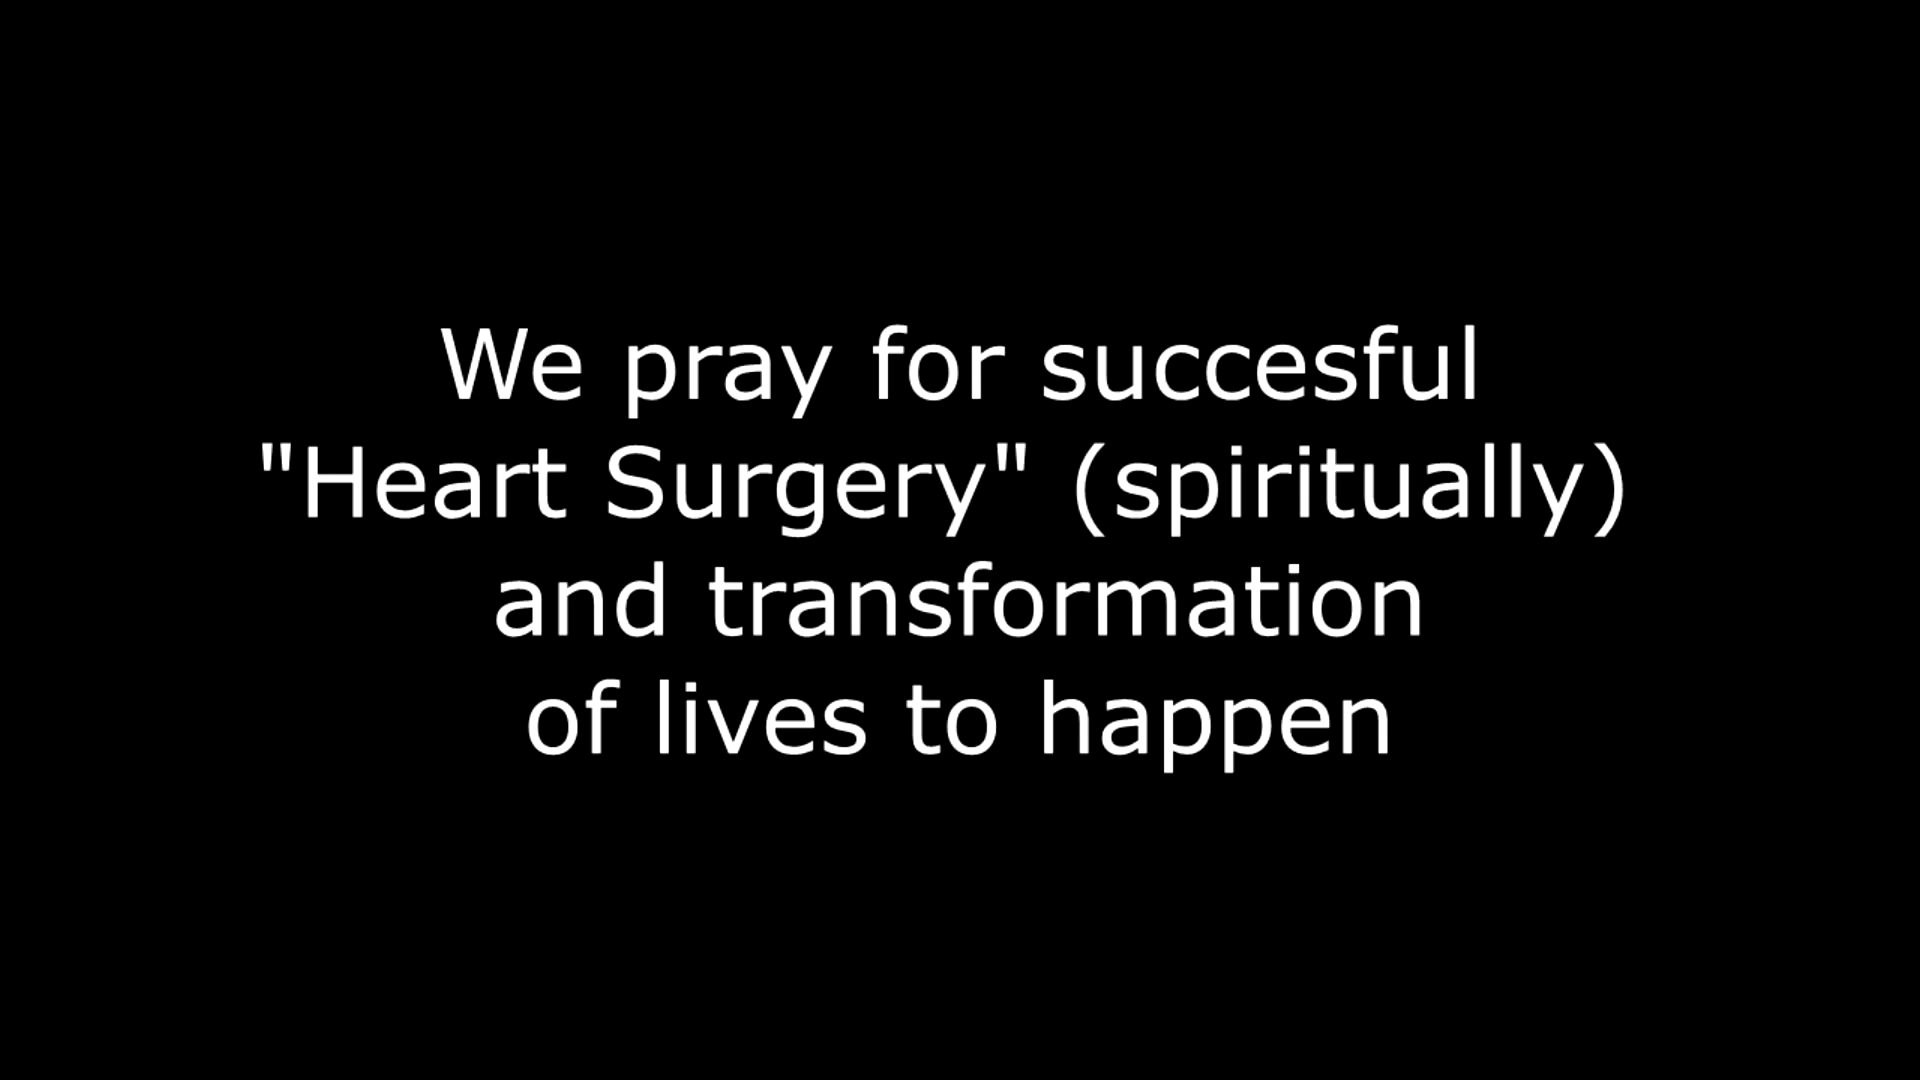 We pray for succesful
"Heart Surgery" (spiritually)
and transformation
of lives to happen